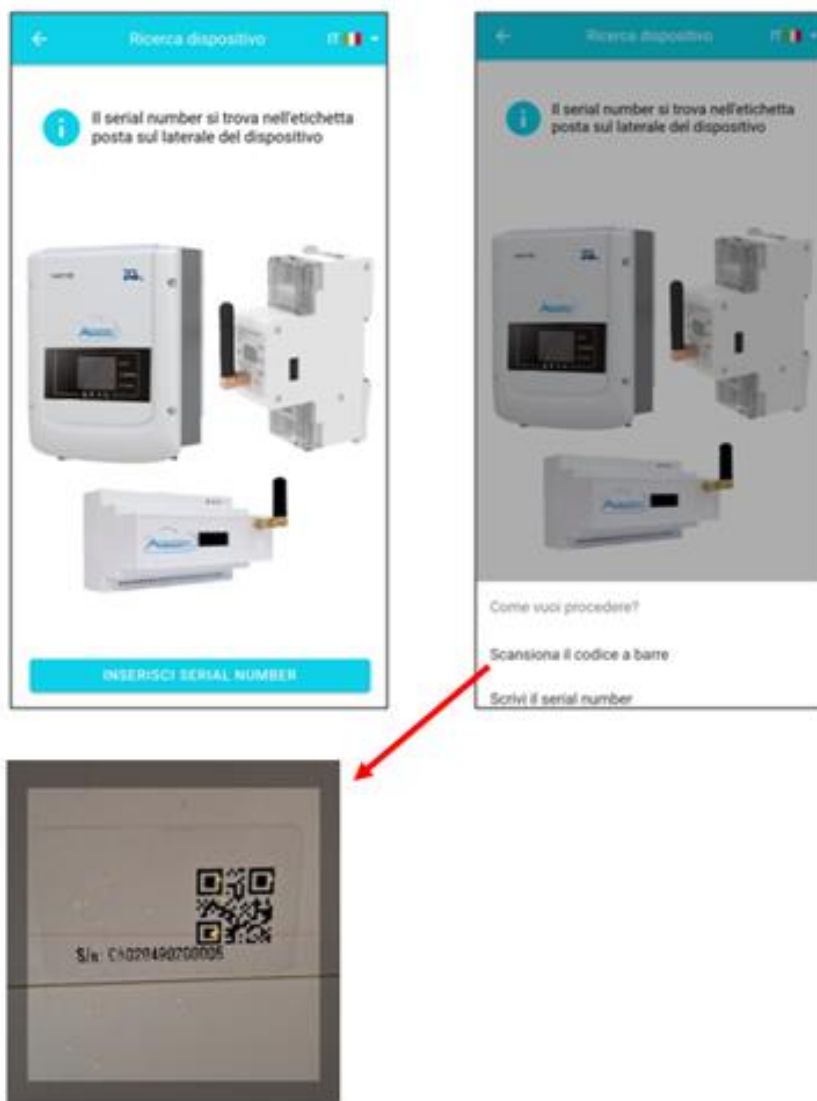 Ricerca dispositivo
IT
Il serial number si trova nell'etichetta
posta sul laterale del dispositivo
INSERISCI SERIAL NUMBER
Ricerca dispositivo
IT
Il serial number si trova nell'etichetta
posta sul laterale del dispositivo
Come vuoi procedere?
Scansiona il codice a barre
Scrivi il serial number
S/n: